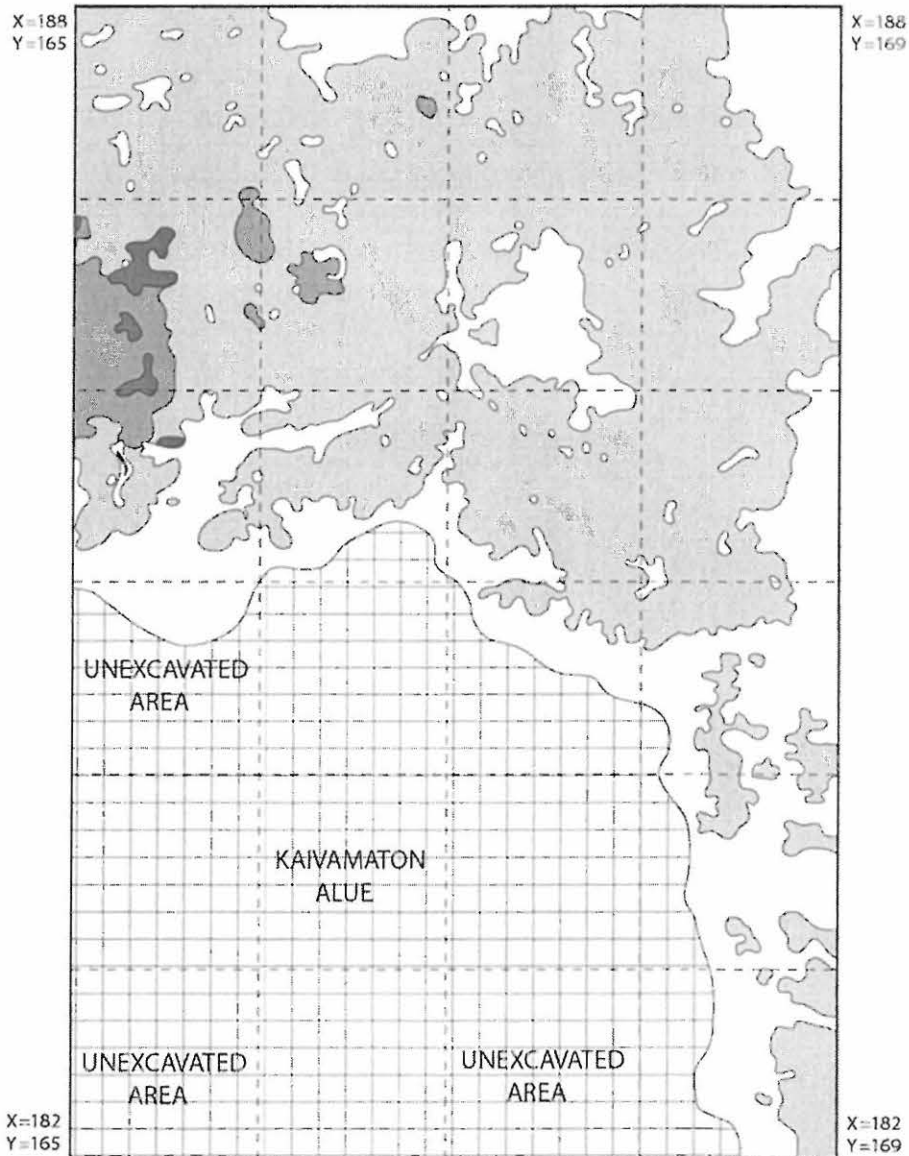 X=188
Y=165
X=188
Y=169
UNEXCAVATED
AREA
KAIVAMATON
ALUE
UNEXCAVATED
AREA
UNEXCAVATED
AREA
X=182
Y=165
X=182
Y=169